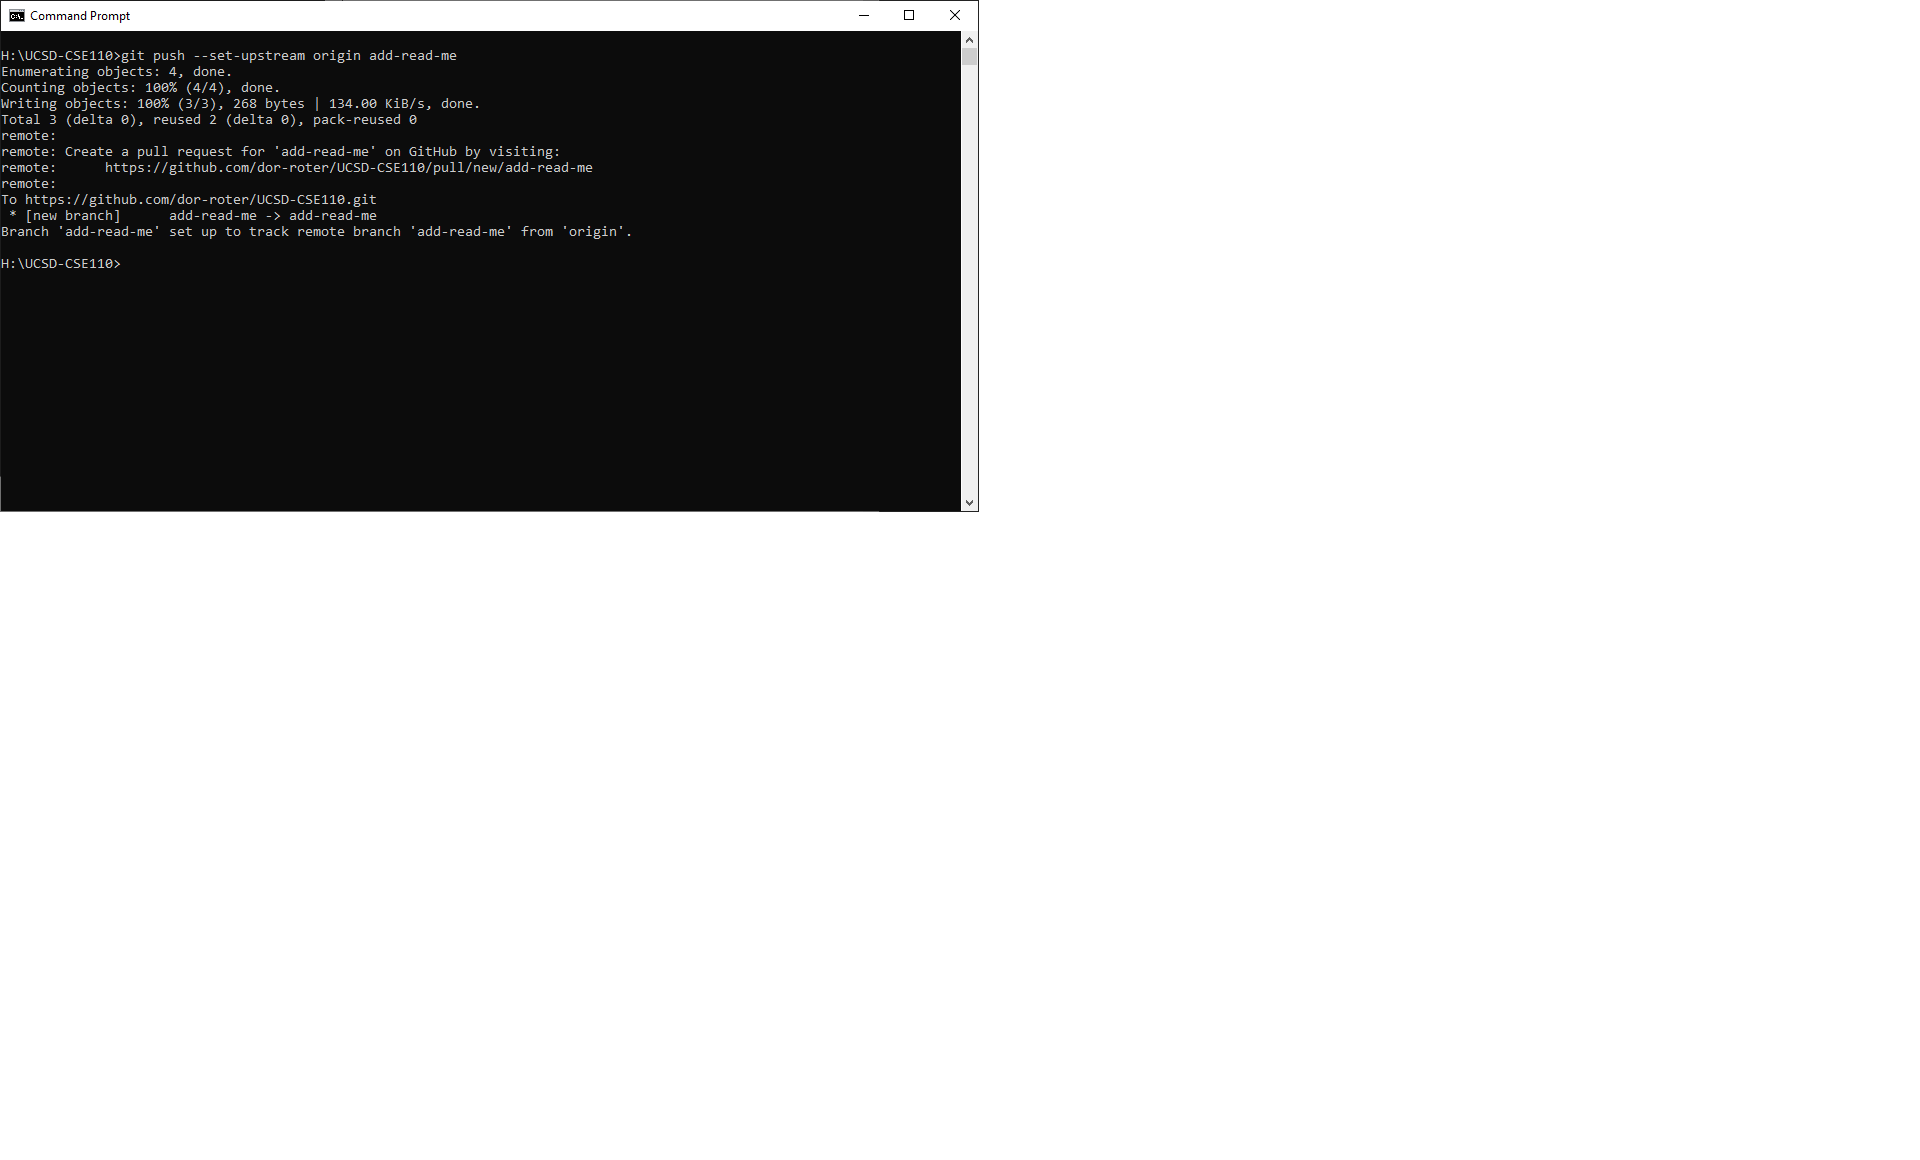 Command Prompt
H:\UCSD-CSE110>git push --set-upstream origin add-read-me
Enumerating objects: 4, done.
Counting objects: 100% (4/4), done.
Writing objects: 100% (3/3), 268 bytes | 134.00 KiB/s, done.
Total 3 (delta 0), reused 2 (delta 0), pack-reused 0
remote:
remote: Create a pull request for 'add-read-me' on GitHub by visiting:
remote:      https://github.com/dor-roter/UCSD-CSE110/pull/new/add-read-me
remote:
To https://github.com/dor-roter/UCSD-CSE110.git
 * [new branch]      add-read-me -> add-read-me
Branch 'add-read-me' set up to track remote branch 'add-read-me' from 'origin'.
H:\UCSD-CSE110>